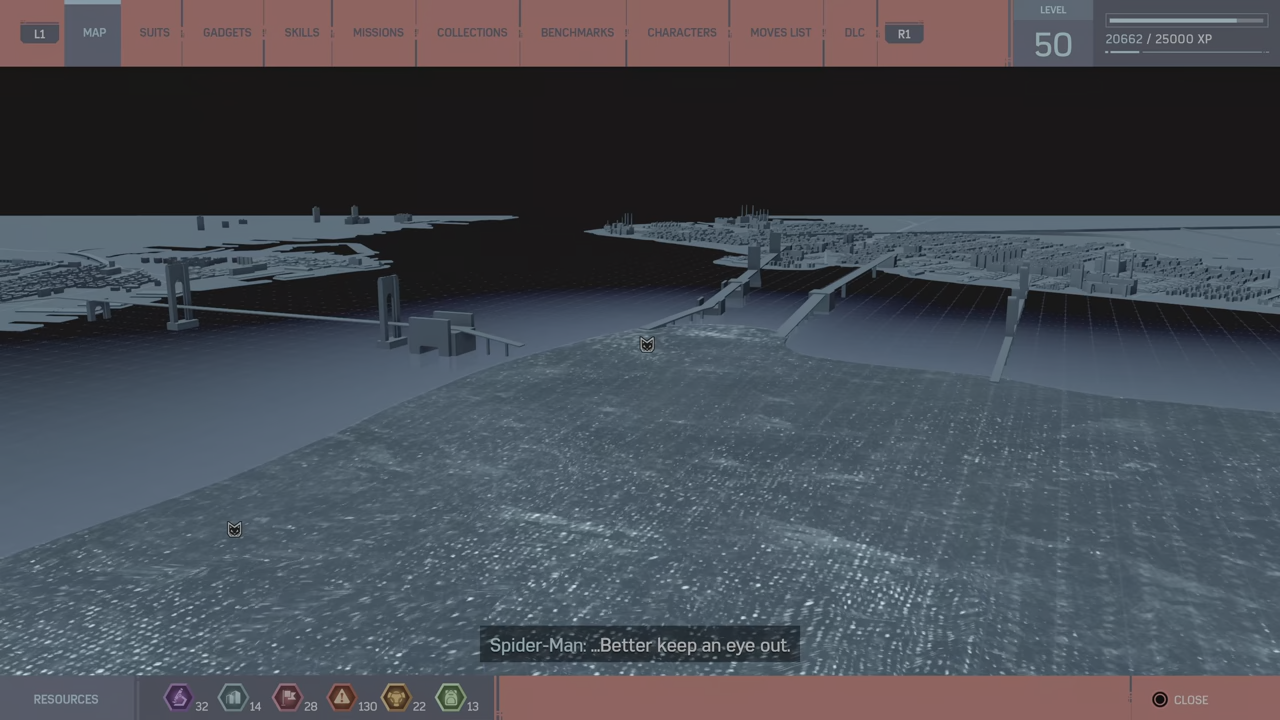 L1 MAP SUITS GADGETS SKILLS MISSIONS COLLECTIONS BENCHMARKS CHARACTERS MOVES LIST DLC R1
LEVEL
50
20662 / 25000 XP
Spider-Man: ...Better keep an eye out.
RESOURCES 32 14 28 130 22 13 CLOSE